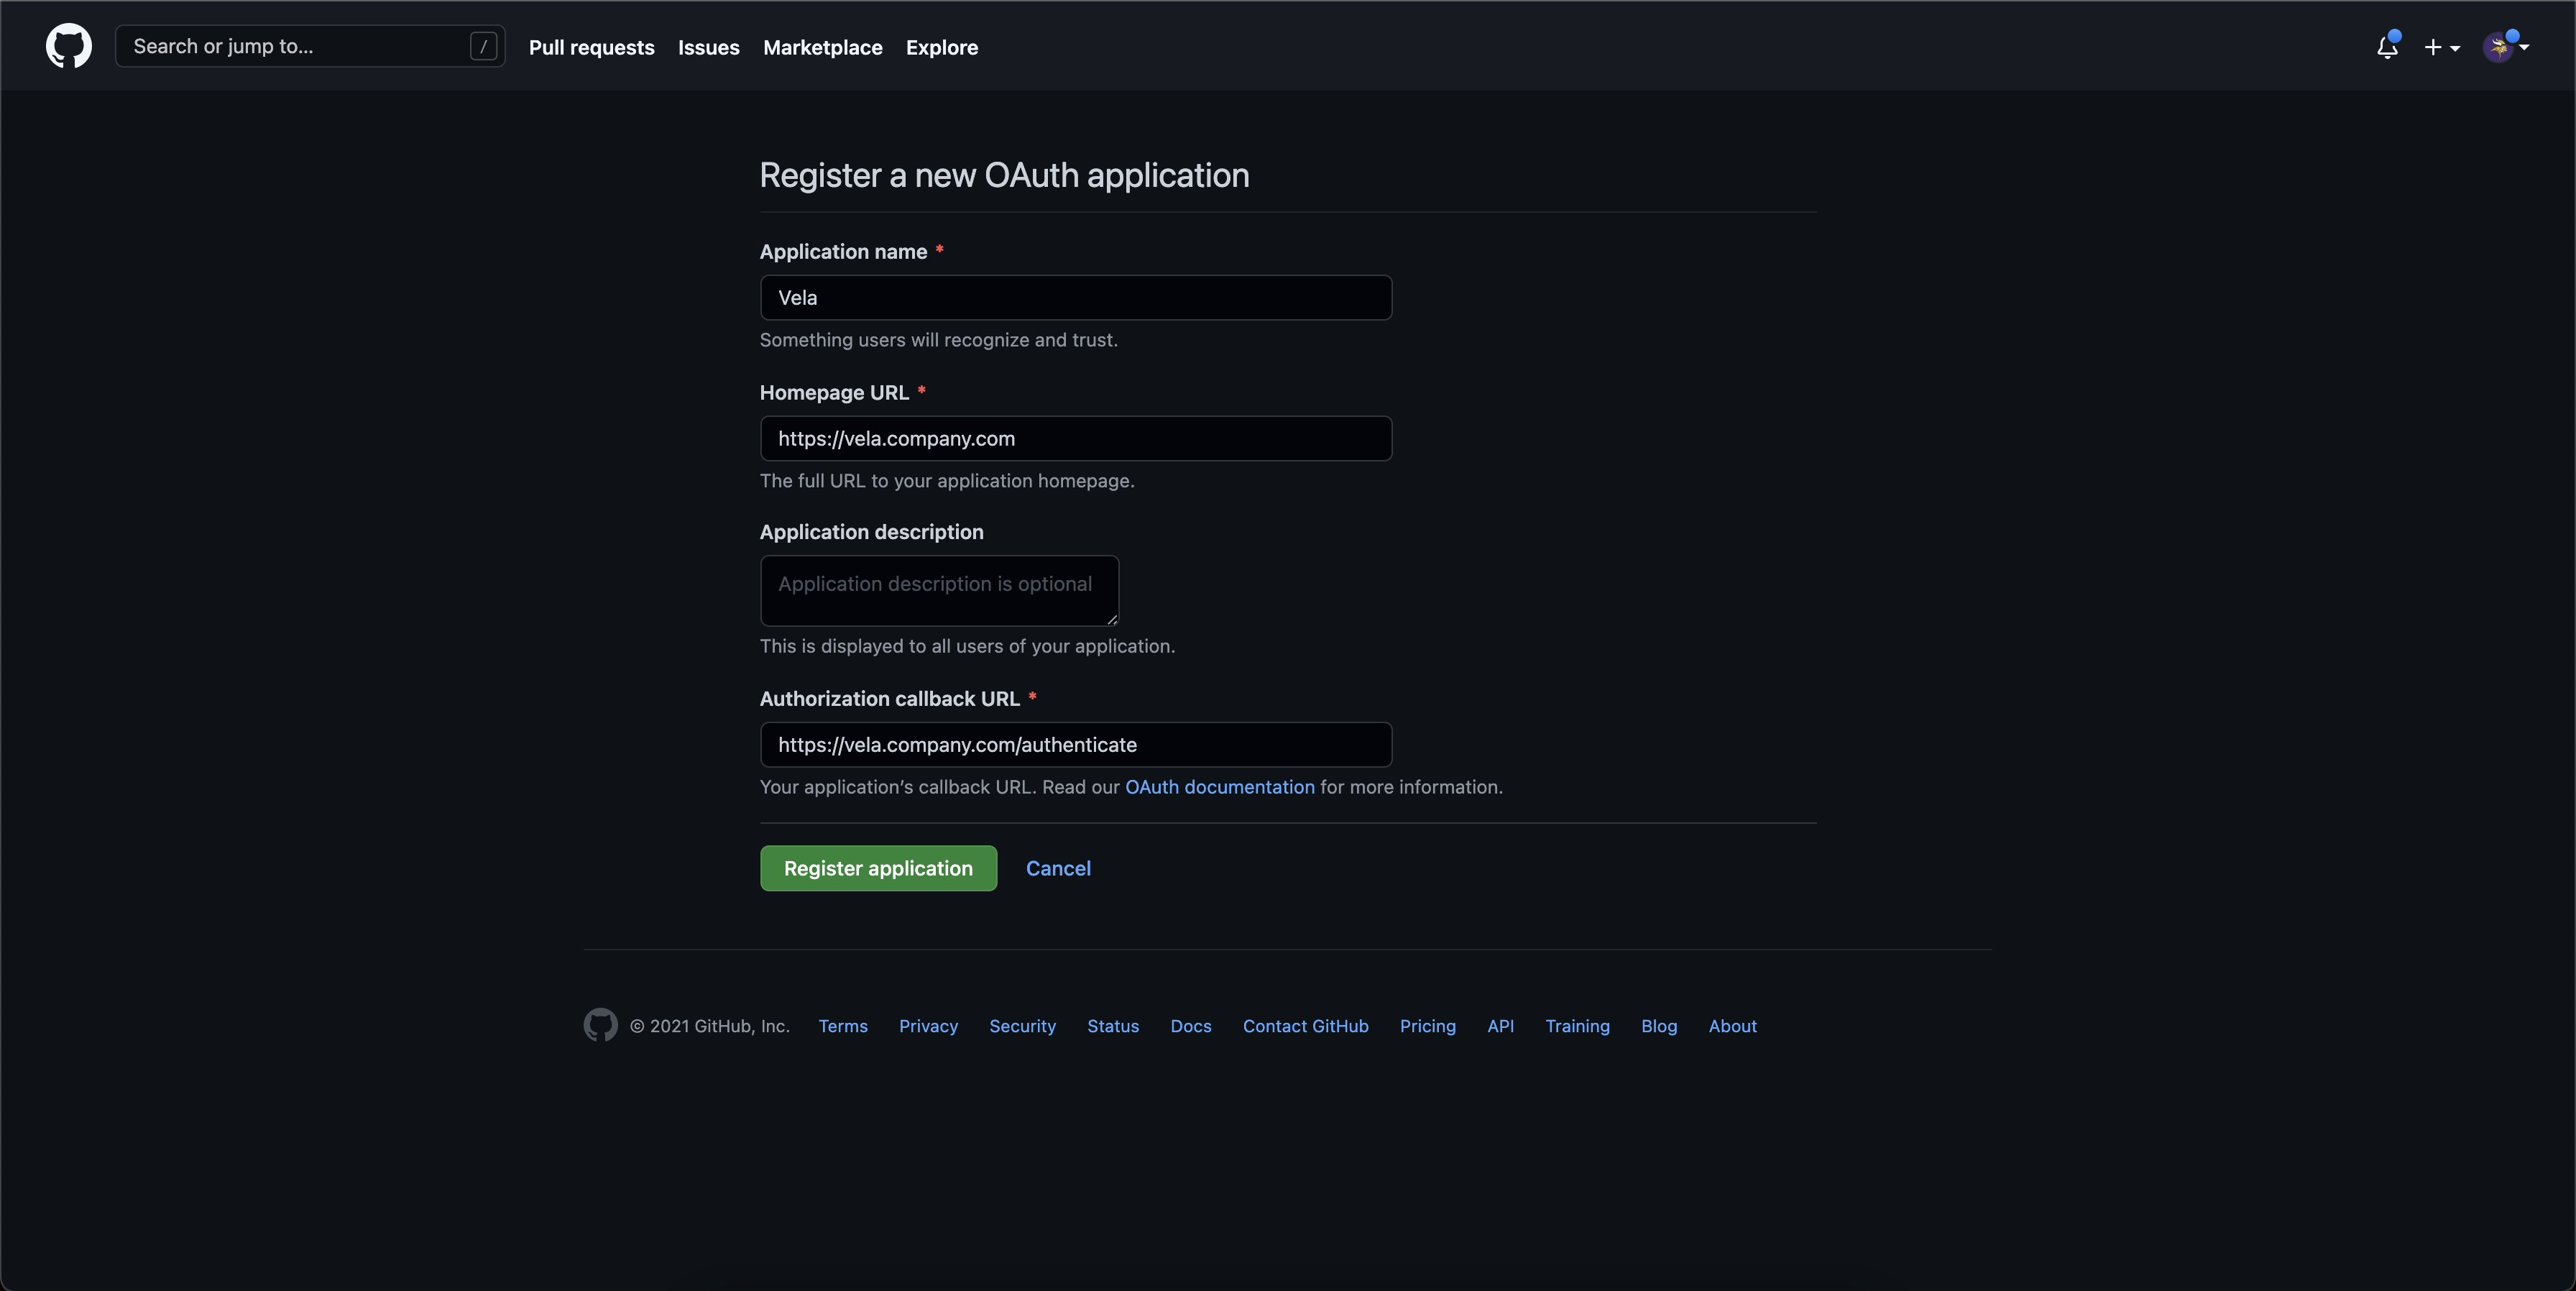 Search or jump to... /
Pull requests Issues Marketplace Explore
Register a new OAuth application
Application name *
Vela
Something users will recognize and trust.
Homepage URL *
https://vela.company.com
The full URL to your application homepage.
Application description
Application description is optional
This is displayed to all users of your application.
Authorization callback URL *
https://vela.company.com/authenticate
Your application’s callback URL. Read our OAuth documentation for more information.
Register application Cancel
© 2021 GitHub, Inc. Terms Privacy Security Status Docs Contact GitHub Pricing API Training Blog About